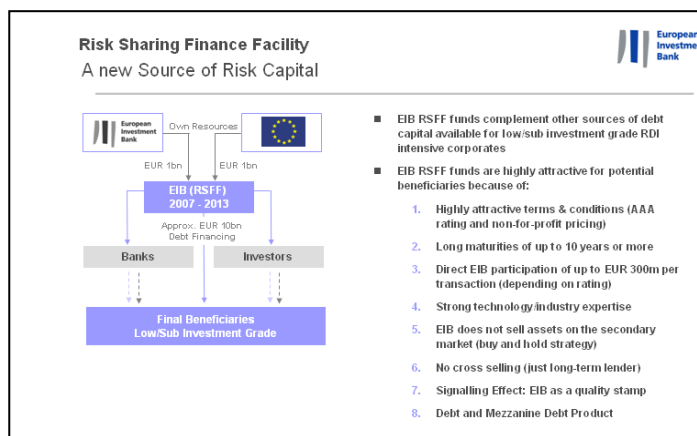 Risk Sharing Finance Facility
A new Source of Risk Capital
European
Investment
Bank
European
Investment
Bank
Own Resources
EUR 1bn
EUR 1bn
EIB (RSFF)
2007 - 2013
Approx. EUR 10bn
Debt Financing
Banks
Investors
Final Beneficiaries
Low/Sub Investment Grade
■ EIB RSFF funds complement other sources of debt
capital available for low/sub investment grade RDI
intensive corporates
■ EIB RSFF funds are highly attractive for potential
beneficiaries because of:
1. Highly attractive terms & conditions (AAA
rating and non-for-profit pricing)
2. Long maturities of up to 10 years or more
3. Direct EIB participation of up to EUR 300m per
transaction (depending on rating)
4. Strong technology/industry expertise
5. EIB does not sell assets on the secondary
market (buy and hold strategy)
6. No cross selling (just long-term lender)
7. Signalling Effect: EIB as a quality stamp
8. Debt and Mezzanine Debt Product